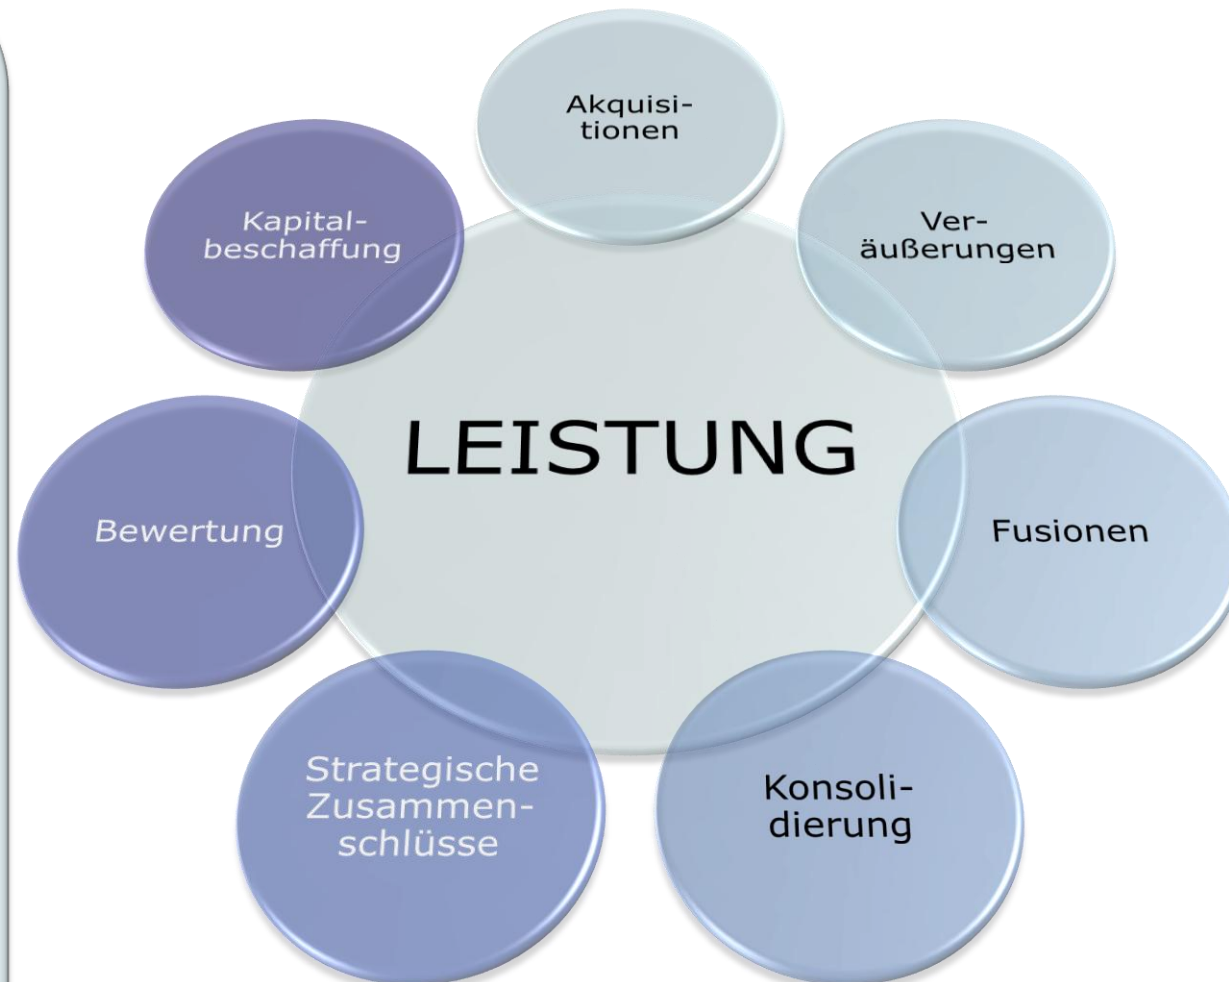 Akquisi-
tionen
Ver-
äußerungen
Fusionen
Konsoli-
dierung
Strategische
Zusammen-
schlüsse
Bewertung
Kapital-
beschaffung
LEISTUNG